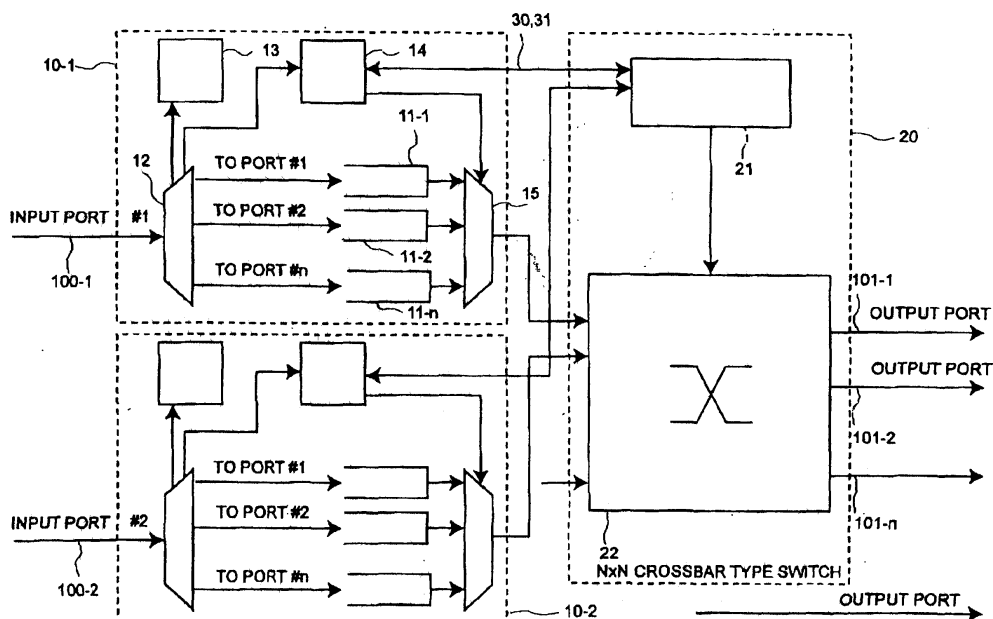 10-1
13
14
30,31
20
21
11-1
12
TO PORT #1
15
INPUT PORT #1
TO PORT #2
11-2
100-1
TO PORT #n
11-n
101-1
OUTPUT PORT
OUTPUT PORT
101-2
TO PORT #1
INPUT PORT #2
TO PORT #2
101-n
22
NxN CROSSBAR TYPE SWITCH
100-2
TO PORT #n
10-2
OUTPUT PORT